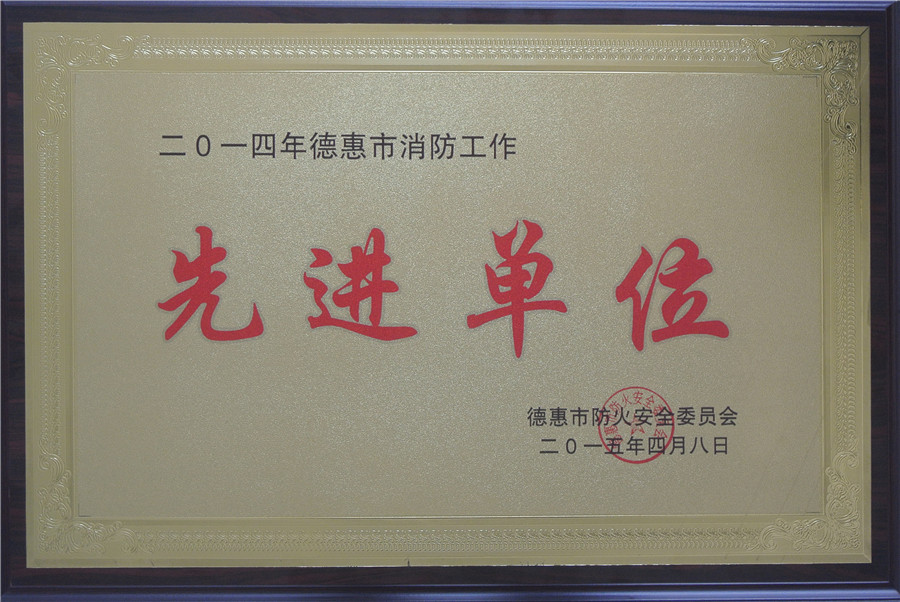 二0一四年德惠市消防工作
先进单位
德惠市防火安全委员会
二0一五年四月八日